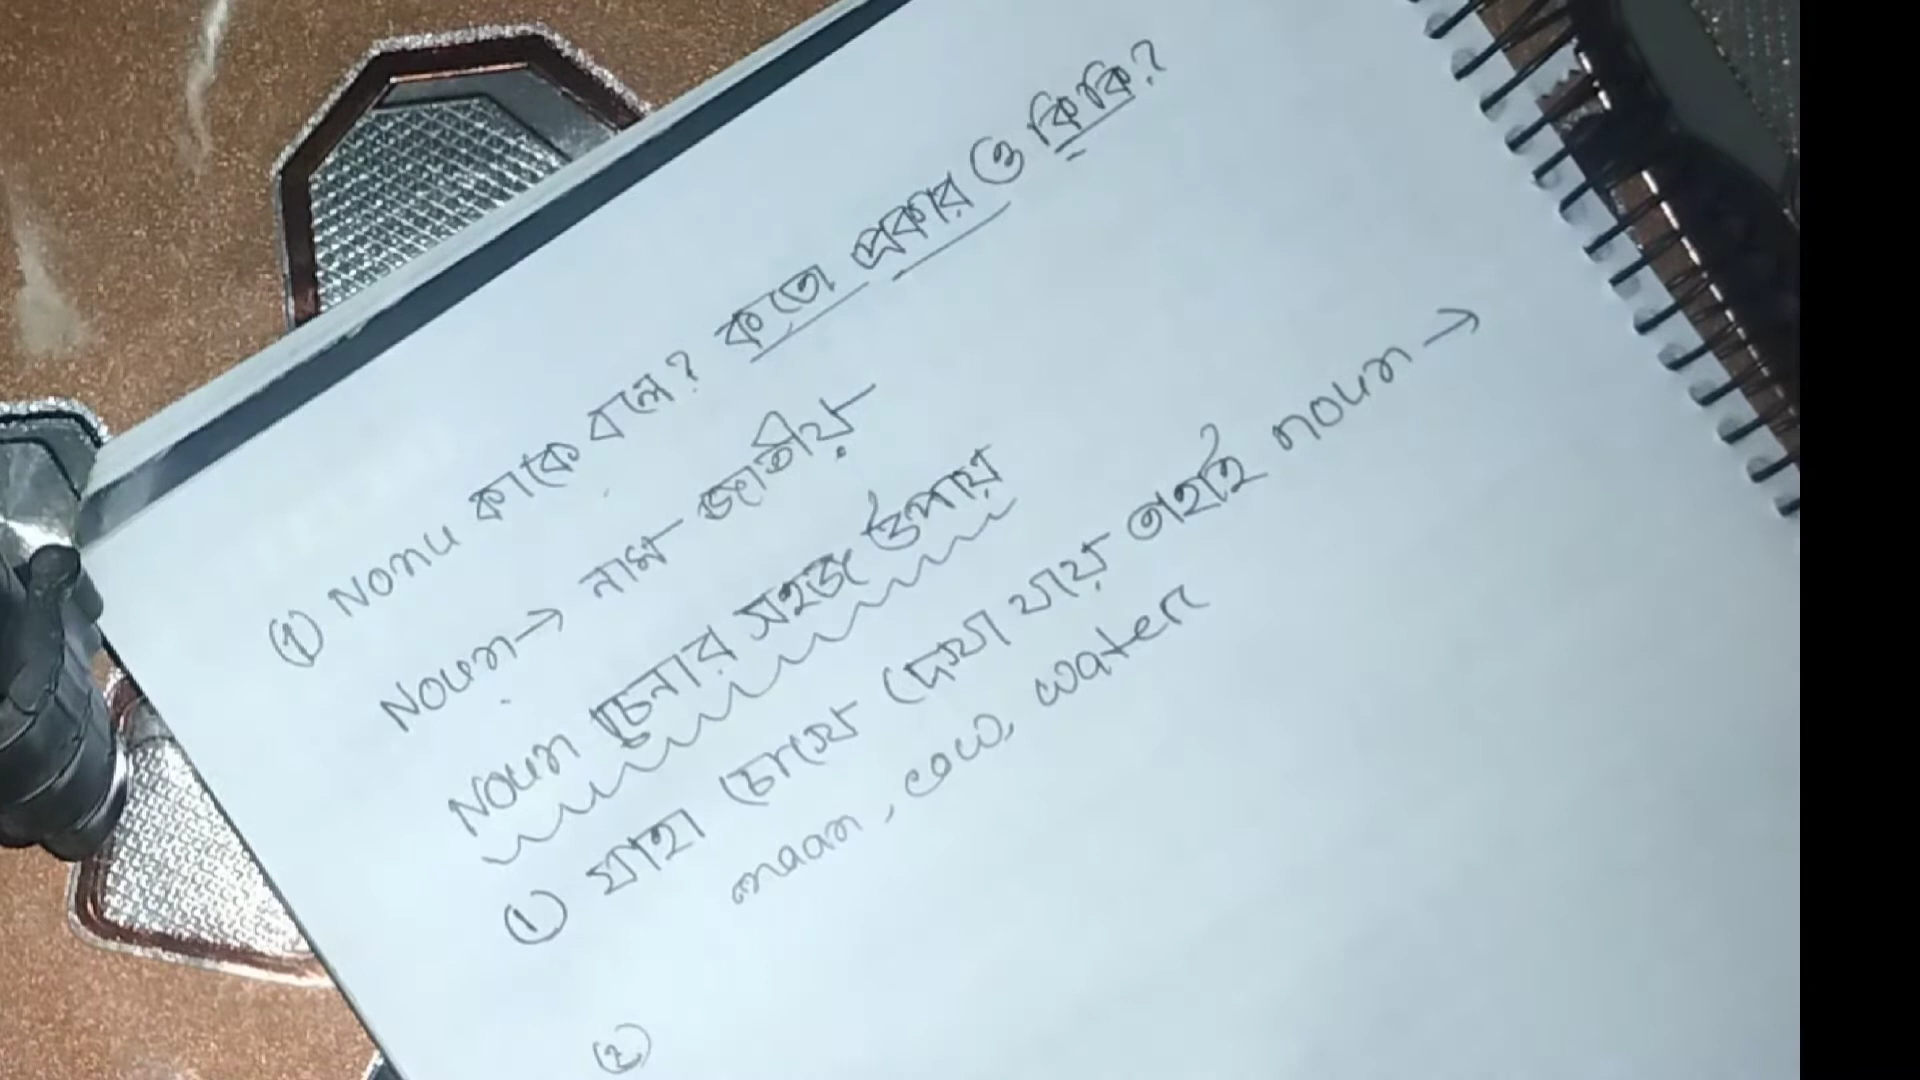 (1) Nonu কাকে বলে? কতো প্রকার ও কি কি?
Noun → নাম জাতীয়
Noun চেনার সহজ উপায়
(1) যাহা চোখে দেখা যায় তাহাই noun →
maan, cow, water
(2)